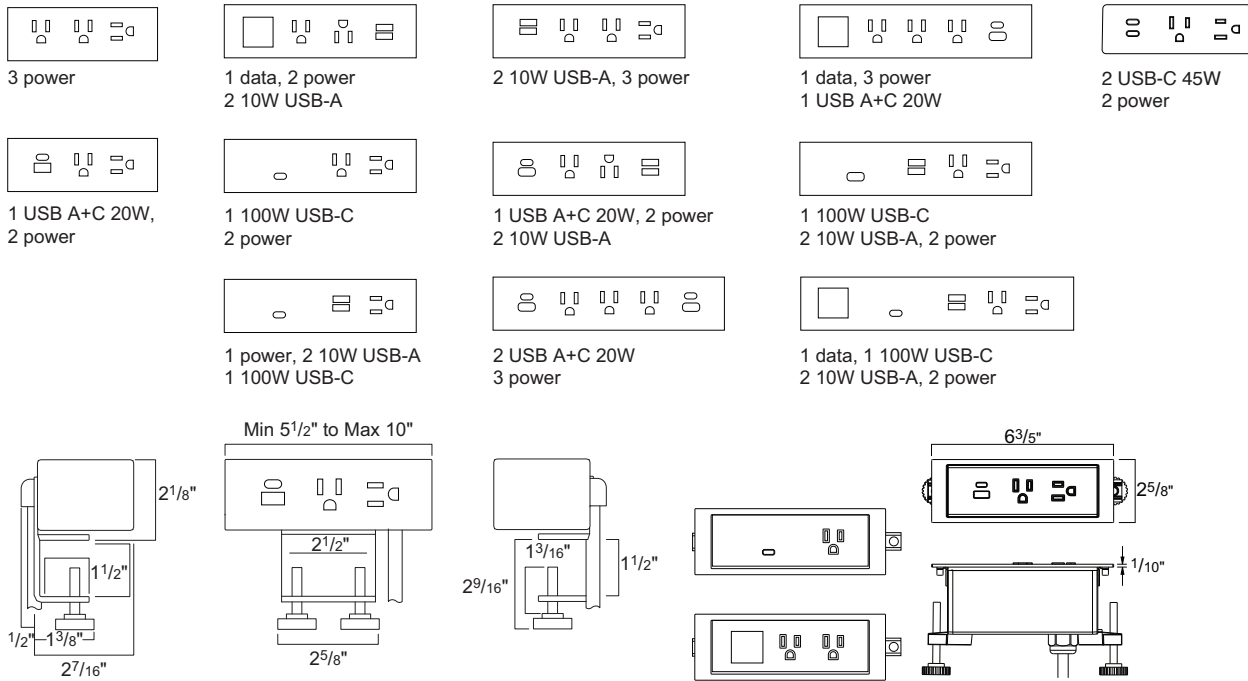 3 power
1 data, 2 power
2 10W USB-A
2 10W USB-A, 3 power
1 data, 3 power
1 USB A+C 20W
2 USB-C 45W
2 power
1 USB A+C 20W,
2 power
1 100W USB-C
2 power
1 USB A+C 20W, 2 power
2 10W USB-A
1 100W USB-C
2 10W USB-A, 2 power
1 power, 2 10W USB-A
1 100W USB-C
2 USB A+C 20W
3 power
1 data, 1 100W USB-C
2 10W USB-A, 2 power
2 1/8"
1 1/2"
1/2"
1 3/8"
2 7/16"
Min 5 1/2" to Max 10"
2 1/2"
2 5/8"
1 3/16"
1 1/2"
2 9/16"
6 3/5"
2 5/8"
1/10"